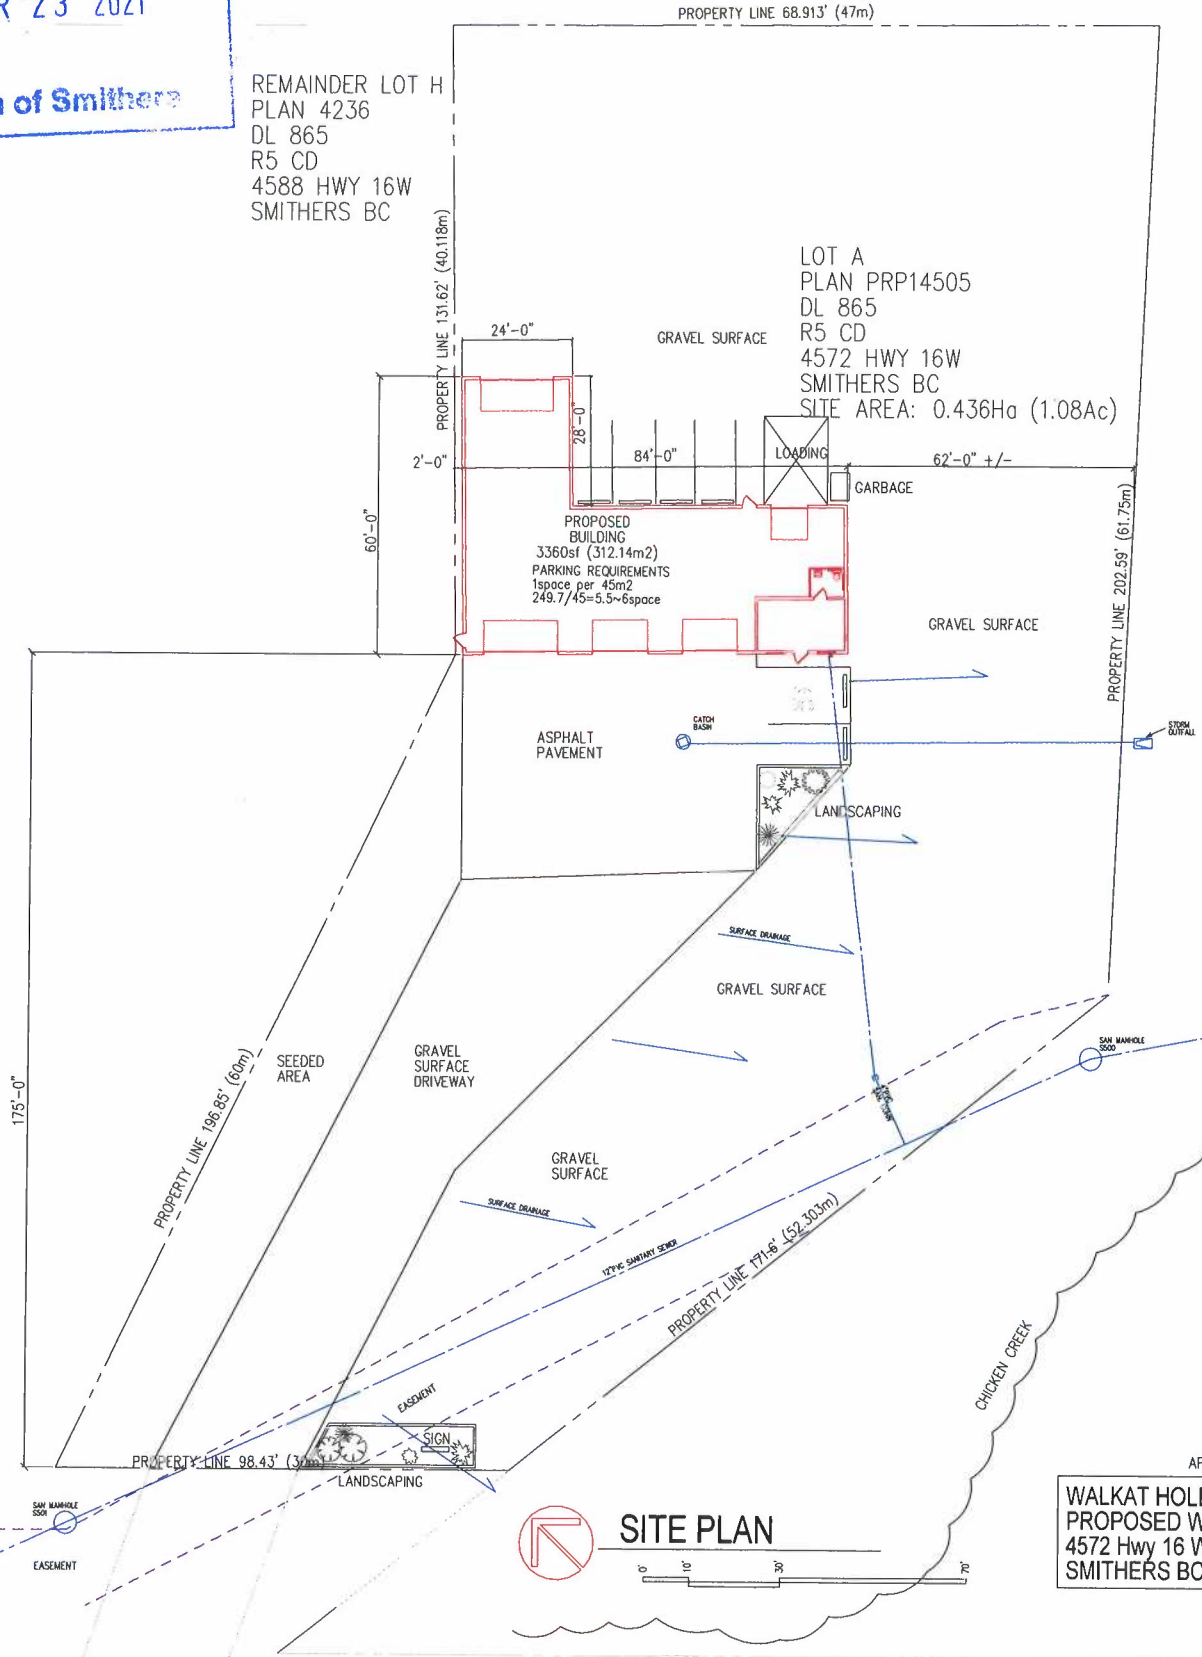 R 23 2021
n of Smithers
PROPERTY LINE 68.913' (47m)
REMAINDER LOT H
PLAN 4236
DL 865
R5 CD
4588 HWY 16W
SMITHERS BC
PROPERTY LINE 131.62' (40.118m)
LOT A
PLAN PRP14505
DL 865
R5 CD
4572 HWY 16W
SMITHERS BC
SITE AREA: 0.436Ha (1.08Ac)
24'-0"
GRAVEL SURFACE
28'-0"
2'-0"
84'-0"
LOADING
62'-0" +/-
GARBAGE
60'-0"
PROPOSED
BUILDING
3360sf (312.14m2)
PARKING REQUIREMENTS
1space per 45m2
249.7/45=5.5~6space
PROPERTY LINE 202.59' (61.75m)
GRAVEL SURFACE
ASPHALT
PAVEMENT
CATCH
BASIN
STORM
OUTFALL
LANDSCAPING
SURFACE DRAINAGE
GRAVEL SURFACE
175'-0"
PROPERTY LINE 196.85' (60m)
SEEDED
AREA
GRAVEL
SURFACE
DRIVEWAY
SAN MANHOLE
S500
GRAVEL
SURFACE
SURFACE DRAINAGE
12"PVC SANITARY SEWER
PROPERTY LINE 171.6' (52.303m)
CHICKEN CREEK
EASEMENT
SIGN
PROPERTY LINE 98.43' (30m)
LANDSCAPING
SAN MANHOLE
S501
EASEMENT
SITE PLAN
0'
10'
30'
70'
AP
WALKAT HOL
PROPOSED W
4572 Hwy 16 W
SMITHERS BC